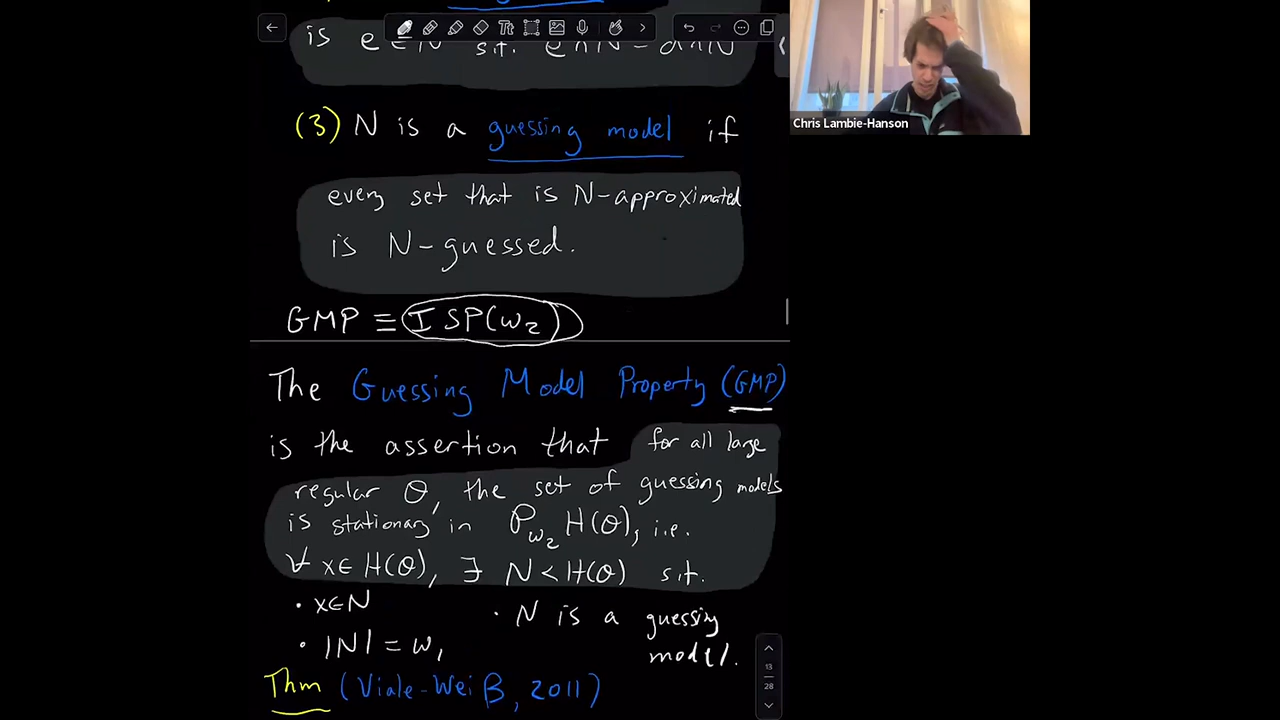 is e ∈ N s.t. e ∩ N = d ∩ N
Chris Lambie-Hanson
(3) N is a guessing model if
every set that is N-approximated
is N-guessed.
GMP ≡ ISP(ω₂)
The Guessing Model Property (GMP)
is the assertion that for all large
regular θ, the set of guessing models
is stationary in P_ω₂ H(θ), i.e.
∀ x∈H(θ), ∃ N ≺ H(θ) s.t.
• x∈N
• |N| = ω₁
• N is a guessing
model.
Thm (Viale-Weiß, 2011)
13
28